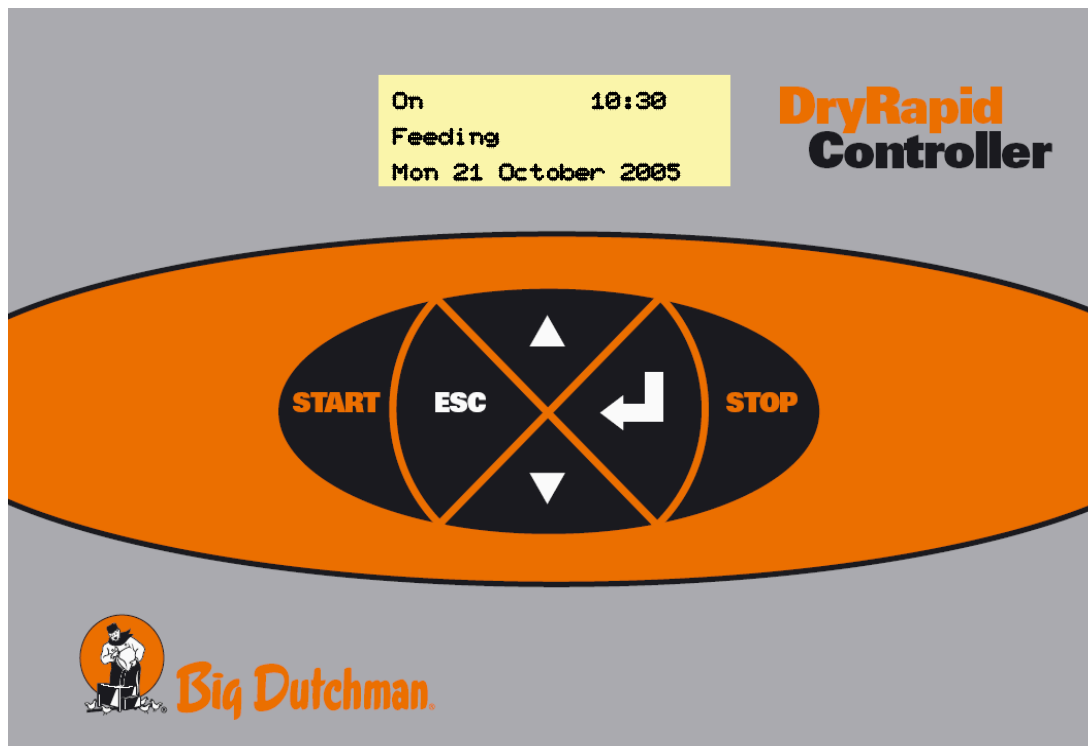 On 10:30
Feeding
Mon 21 October 2005
DryRapid
Controller
START
ESC
STOP
Big Dutchman.